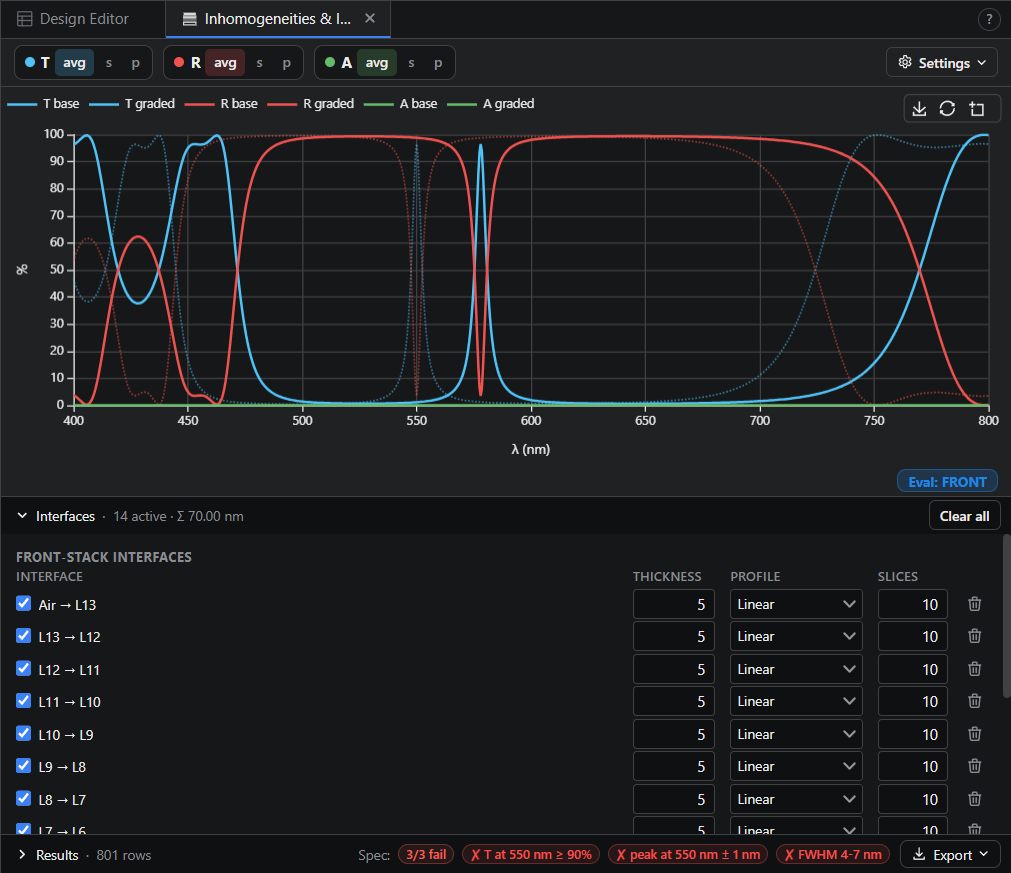 Design Editor
Inhomogeneities & I... ✕
?
T avg s p
R avg s p
A avg s p
Settings
T base T graded R base R graded A base A graded
100
90
80
70
60
50
40
30
20
10
0
%
400 450 500 550 600 650 700 750 800
λ (nm)
Eval: FRONT
Interfaces · 14 active · Σ 70.00 nm
Clear all
FRONT-STACK INTERFACES
INTERFACE THICKNESS PROFILE SLICES
Air → L13 5 Linear 10
L13 → L12 5 Linear 10
L12 → L11 5 Linear 10
L11 → L10 5 Linear 10
L10 → L9 5 Linear 10
L9 → L8 5 Linear 10
L8 → L7 5 Linear 10
L7 → L6 5 Linear 10
Results · 801 rows
Spec: 3/3 fail ✗ T at 550 nm ≥ 90% ✗ peak at 550 nm ± 1 nm ✗ FWHM 4-7 nm
Export